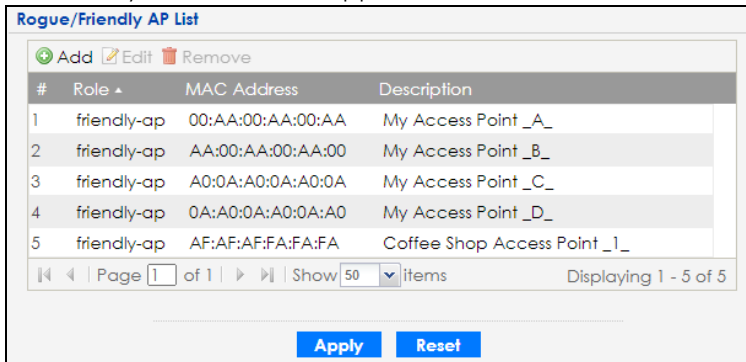 Rogue/Friendly AP List
Add Edit Remove
# Role MAC Address Description
1 friendly-ap 00:AA:00:AA:00:AA My Access Point _A_
2 friendly-ap AA:00:AA:00:AA:00 My Access Point _B_
3 friendly-ap A0:0A:A0:0A:A0:0A My Access Point _C_
4 friendly-ap 0A:A0:0A:A0:0A:A0 My Access Point _D_
5 friendly-ap AF:AF:AF:FA:FA:FA Coffee Shop Access Point _1_
Page 1 of 1 Show 50 items Displaying 1 - 5 of 5
Apply Reset